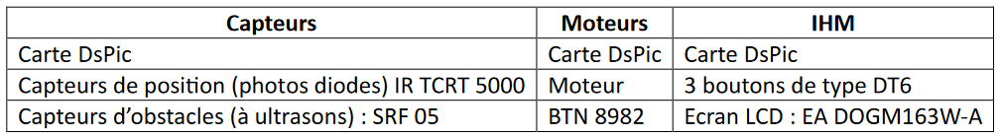 Capteurs Moteurs IHM
Carte DsPic Carte DsPic Carte DsPic
Capteurs de position (photos diodes) IR TCRT 5000 Moteur 3 boutons de type DT6
Capteurs d’obstacles (à ultrasons) : SRF 05 BTN 8982 Ecran LCD : EA DOGM163W-A